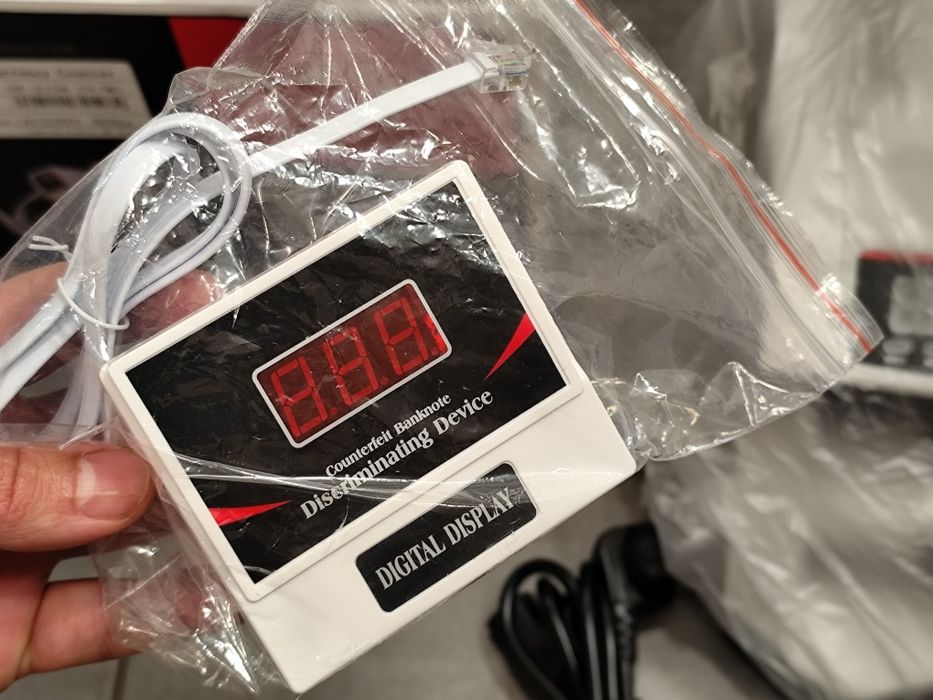 Counterfeit Banknote
Discriminating Device
DIGITAL DISPLAY